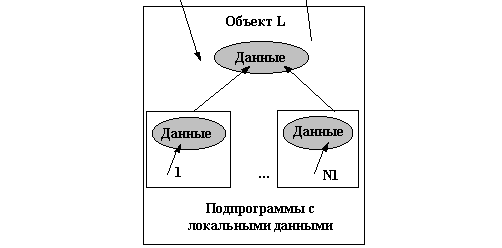 Объект L
Данные
Данные
Данные
1
...
N1
Подпрограммы с
локальными данными